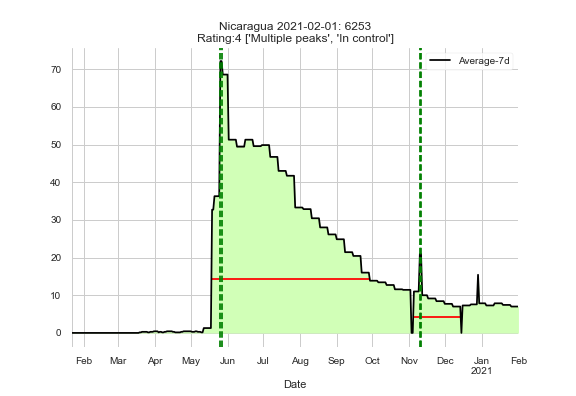 Nicaragua 2021-02-01: 6253
Rating:4 ['Multiple peaks', 'In control']
Average-7d
70
60
50
40
30
20
10
0
Feb Mar Apr May Jun Jul Aug Sep Oct Nov Dec Jan Feb
2021
Date